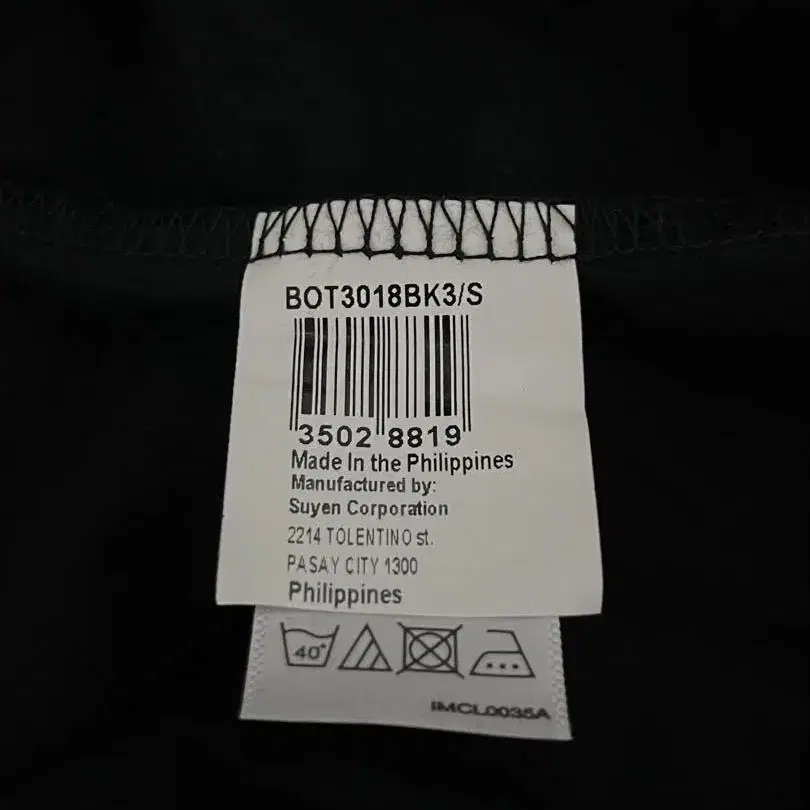 BOT3018BK3/S
3502 8819
Made In the Philippines
Manufactured by:
Suyen Corporation
2214 TOLENTINO st.
PASAY CITY 1300
Philippines
40°
IMCL0035A